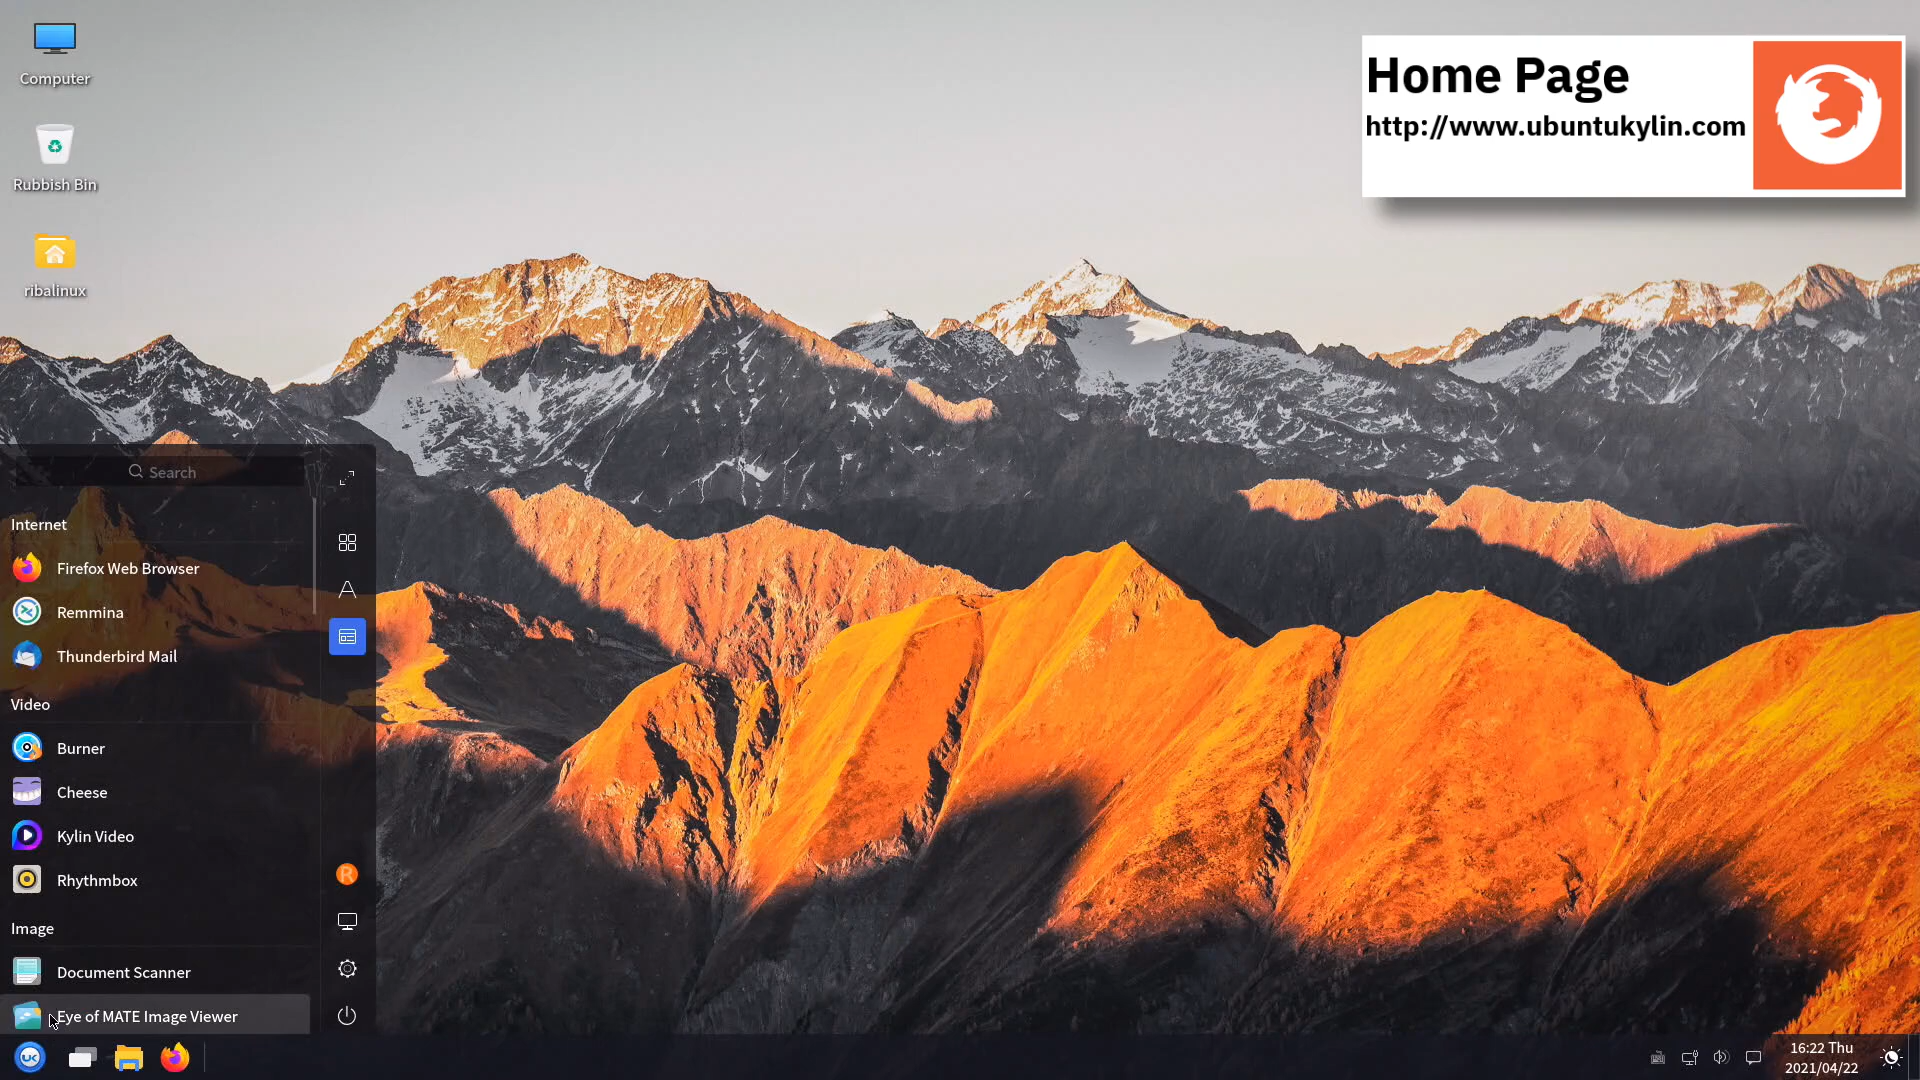 Computer
Rubbish Bin
ribalinux
Home Page
http://www.ubuntukylin.com
Search
Internet
Firefox Web Browser
Remmina
Thunderbird Mail
Video
Burner
Cheese
Kylin Video
Rhythmbox
Image
Document Scanner
Eye of MATE Image Viewer
R
UK
16:22 Thu
2021/04/22